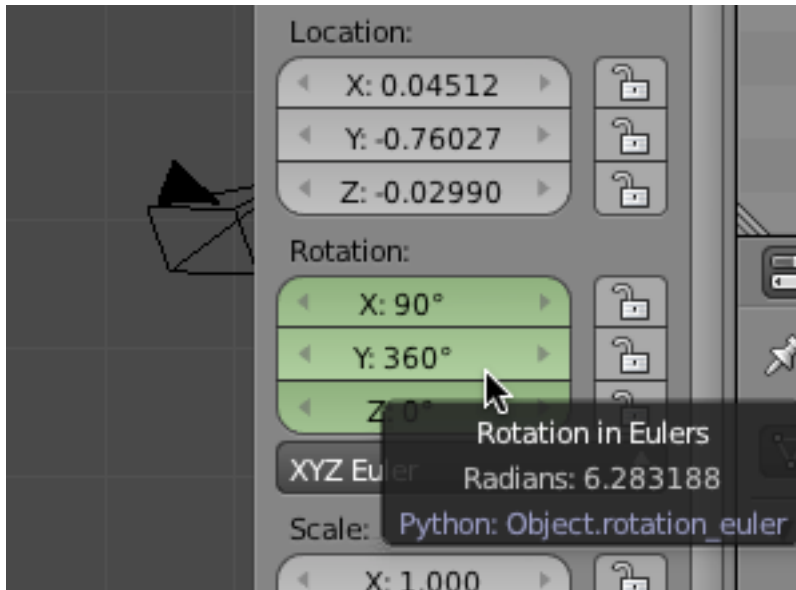 Location:
X: 0.04512
Y: -0.76027
Z: -0.02990
Rotation:
X: 90°
Y: 360°
Z: 0°
Rotation in Eulers
XYZ Euler
Radians: 6.283188
Python: Object.rotation_euler
Scale:
X: 1.000